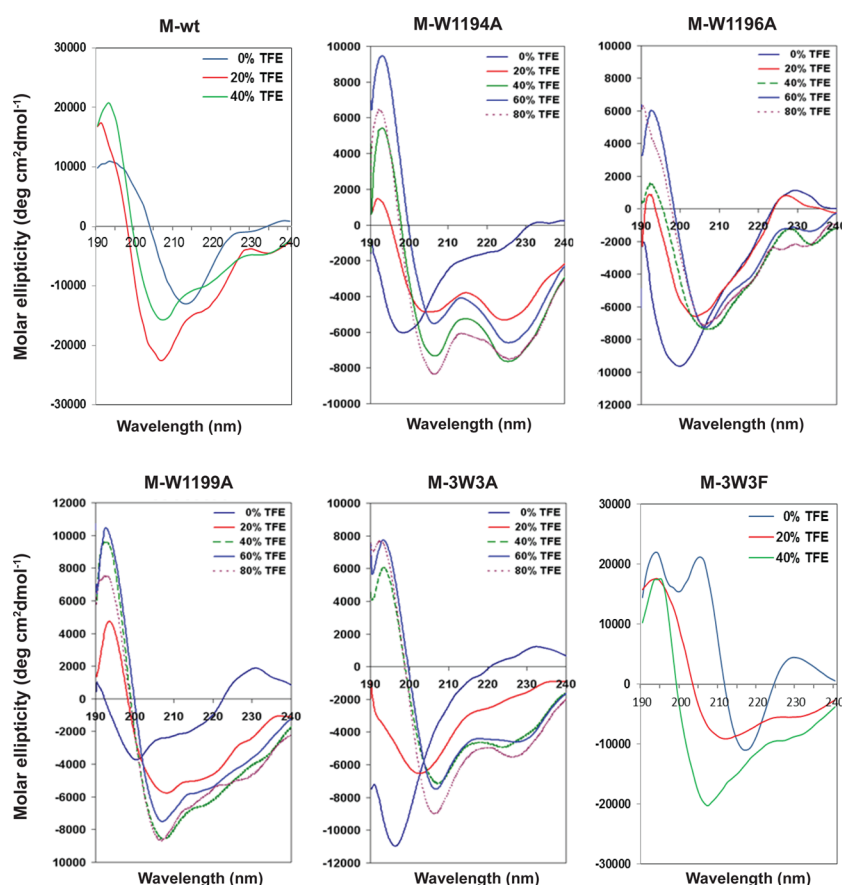 M-wt
30000
20000
10000
0
-10000
-20000
-30000
190 200 210 220 230 240
0% TFE
20% TFE
40% TFE
Molar ellipticity (deg cm²dmol⁻¹)
Wavelength (nm)
M-W1194A
10000
8000
6000
4000
2000
0
-2000
-4000
-6000
-8000
-10000
190 200 210 220 230 240
0% TFE
20% TFE
40% TFE
60% TFE
80% TFE
Wavelength (nm)
M-W1196A
10000
8000
6000
4000
2000
0
-2000
-4000
-6000
-8000
10000
12000
190 200 210 220 230 240
0% TFE
20% TFE
40% TFE
60% TFE
80% TFE
Wavelength (nm)
M-W1199A
12000
10000
8000
6000
4000
2000
0
-2000
-4000
-6000
-8000
10000
190 200 210 220 230 240
0% TFE
20% TFE
40% TFE
60% TFE
80% TFE
Molar ellipticity (deg cm²dmol⁻¹)
Wavelength (nm)
M-3W3A
10000
8000
6000
4000
2000
0
-2000
-4000
-6000
-8000
-10000
-12000
190 200 210 220 230 240
0% TFE
20% TFE
40% TFE
60% TFE
80% TFE
Wavelength (nm)
M-3W3F
30000
20000
10000
0
-10000
-20000
-30000
190 200 210 220 230 240
0% TFE
20% TFE
40% TFE
Wavelength (nm)